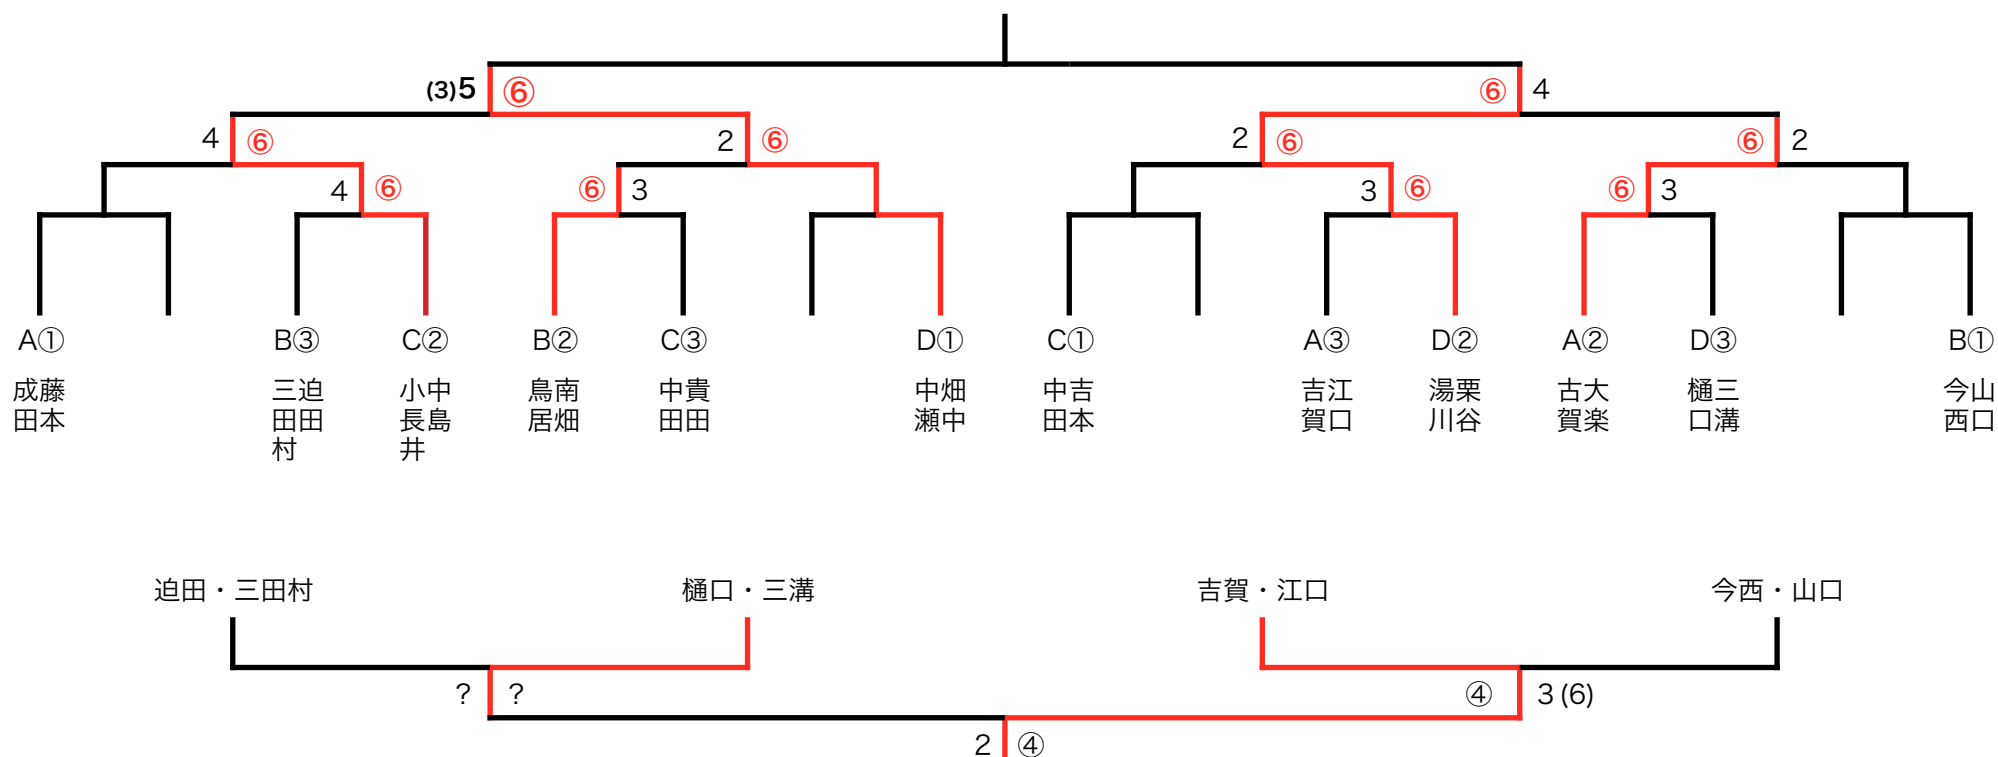 (3)5 ⑥ ⑥ 4
4 ⑥ 2 ⑥ 2 ⑥ ⑥ 2
4 ⑥ ⑥ 3 3 ⑥ ⑥ 3
A① B③ C② B② C③ D① C① A③ D② A② D③ B①
成藤 三迫 小中 鳥南 中貴 中畑 中吉 吉江 湯栗 古大 樋三 今山
田本 田田 長島 居畑 田田 瀬中 田本 賀口 川谷 賀楽 口溝 西口
村 井
迫田・三田村 樋口・三溝 吉賀・江口 今西・山口
? ? ④ 3 (6)
2 ④